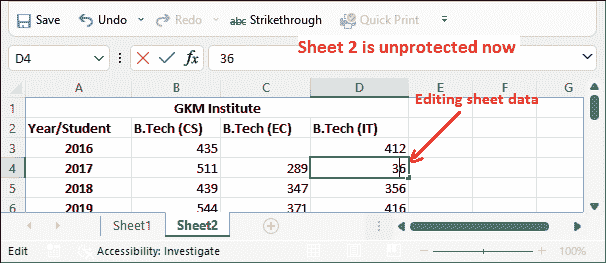 Save Undo Redo abc Strikethrough Quick Print
D4 fx 36 Sheet 2 is unprotected now
A B C D E F G
1 GKM Institute Editing sheet data
2 Year/Student B.Tech (CS) B.Tech (EC) B.Tech (IT)
3 2016 435 412
4 2017 511 289 36
5 2018 439 347 356
6 2019 544 371 416
Sheet1 Sheet2
Edit Accessibility: Investigate 100%